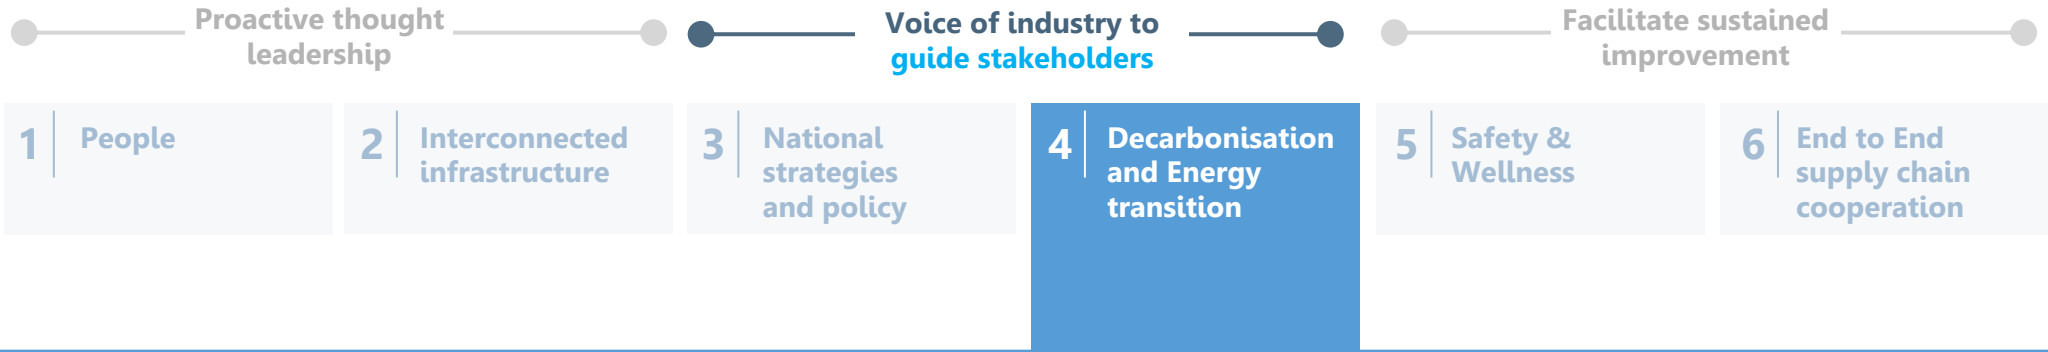 Proactive thought
leadership
Voice of industry to
guide stakeholders
Facilitate sustained
improvement
1
People
2
Interconnected
infrastructure
3
National
strategies
and policy
4
Decarbonisation
and Energy
transition
5
Safety &
Wellness
6
End to End
supply chain
cooperation